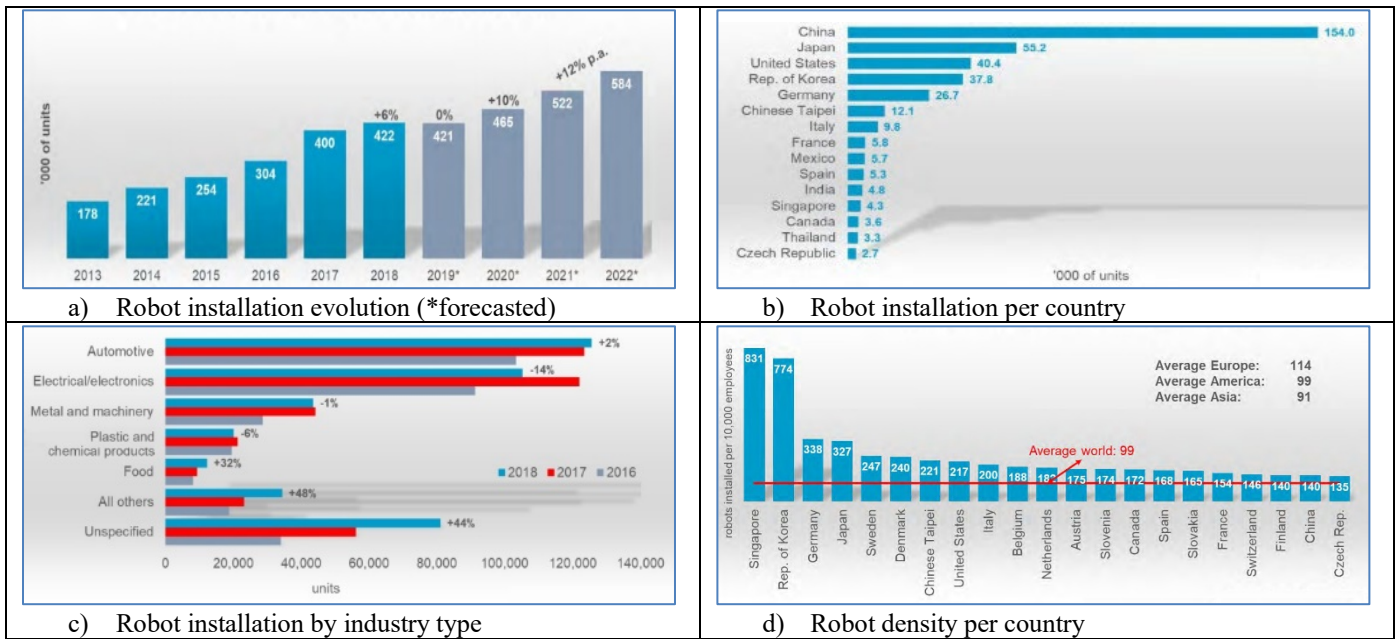 '000 of units
+6%
0%
+10%
+12% p.a.
178
221
254
304
400
422
421
465
522
584
2013 2014 2015 2016 2017 2018 2019* 2020* 2021* 2022*
a) Robot installation evolution (*forecasted)
China 154.0
Japan 55.2
United States 40.4
Rep. of Korea 37.8
Germany 26.7
Chinese Taipei 12.1
Italy 9.8
France 5.8
Mexico 5.7
Spain 5.3
India 4.8
Singapore 4.3
Canada 3.6
Thailand 3.3
Czech Republic 2.7
'000 of units
b) Robot installation per country
Automotive +2%
Electrical/electronics -14%
Metal and machinery -1%
Plastic and
chemical products -6%
Food +32%
2018 2017 2016
All others +48%
Unspecified +44%
0 20,000 40,000 60,000 80,000 100,000 120,000 140,000
units
c) Robot installation by industry type
robots installed per 10,000 employees
Average Europe: 114
Average America: 99
Average Asia: 91
Average world: 99
831 774 338 327 247 240 221 217 200 188 175 174 172 168 165 154 146 140 140 135
Singapore
Rep. of Korea
Germany
Japan
Sweden
Denmark
Chinese Taipei
United States
Italy
Belgium
Netherlands
Austria
Slovenia
Canada
Spain
Slovakia
France
Switzerland
Finland
China
Czech Rep.
d) Robot density per country